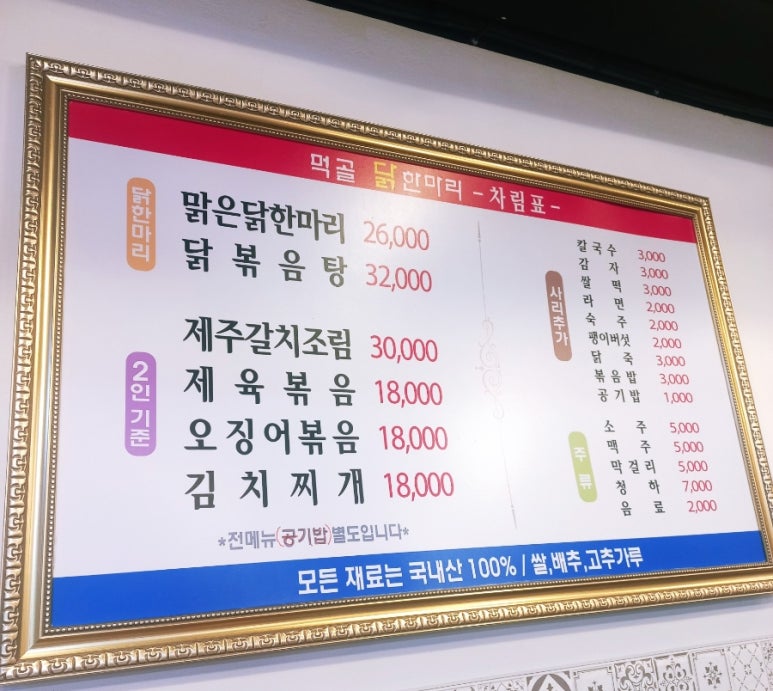 먹골 닭한마리 -차림표-
닭한마리
맑은닭한마리 26,000
닭볶음탕 32,000
2인 기준
제주갈치조림 30,000
제육볶음 18,000
오징어볶음 18,000
김치찌개 18,000
*전메뉴(공기밥)별도입니다*
사리추가
칼국수 3,000
감자 3,000
쌀떡 3,000
라면 2,000
숙주 2,000
팽이버섯 2,000
닭죽 3,000
볶음밥 3,000
공기밥 1,000
주류
소주 5,000
맥주 5,000
막걸리 5,000
청하 7,000
음료 2,000
모든 재료는 국내산 100% / 쌀,배추,고추가루